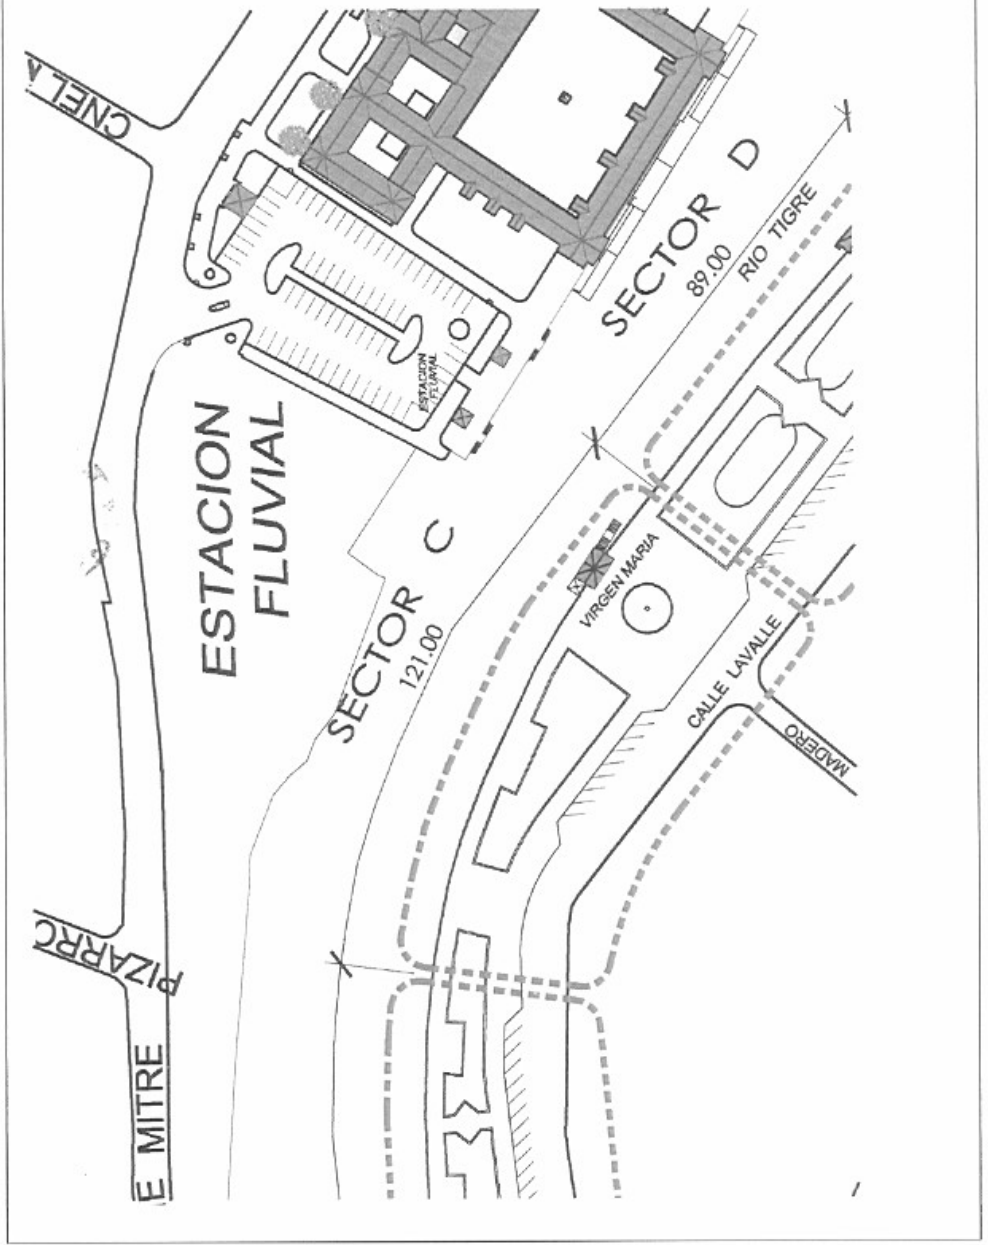 CNEL
SECTOR D
89.00
RIO TIGRE
ESTACION
FLUVIAL
ESTACION
FLUVIAL
SECTOR C
121.00
VIRGEN MARIA
CALLE LAVALLE
MADERO
PIZARRO
E MITRE